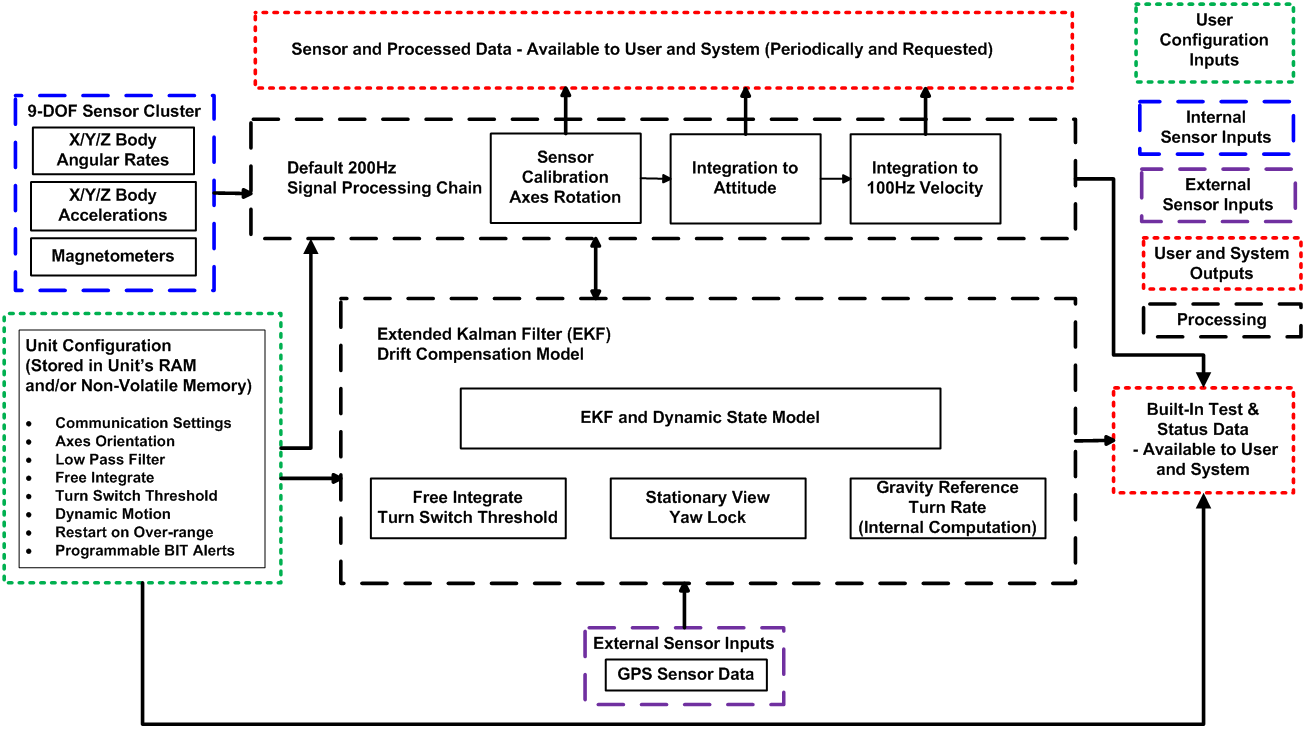 Sensor and Processed Data - Available to User and System (Periodically and Requested)
User
Configuration
Inputs
9-DOF Sensor Cluster
X/Y/Z Body
Angular Rates
X/Y/Z Body
Accelerations
Magnetometers
Default 200Hz
Signal Processing Chain
Sensor
Calibration
Axes Rotation
Integration to
Attitude
Integration to
100Hz Velocity
Internal
Sensor Inputs
External
Sensor Inputs
User and System
Outputs
Processing
Unit Configuration
(Stored in Unit’s RAM
and/or Non-Volatile Memory)
• Communication Settings
• Axes Orientation
• Low Pass Filter
• Free Integrate
• Turn Switch Threshold
• Dynamic Motion
• Restart on Over-range
• Programmable BIT Alerts
Extended Kalman Filter (EKF)
Drift Compensation Model
EKF and Dynamic State Model
Free Integrate
Turn Switch Threshold
Stationary View
Yaw Lock
Gravity Reference
Turn Rate
(Internal Computation)
Built-In Test &
Status Data
- Available to User
and System
External Sensor Inputs
GPS Sensor Data